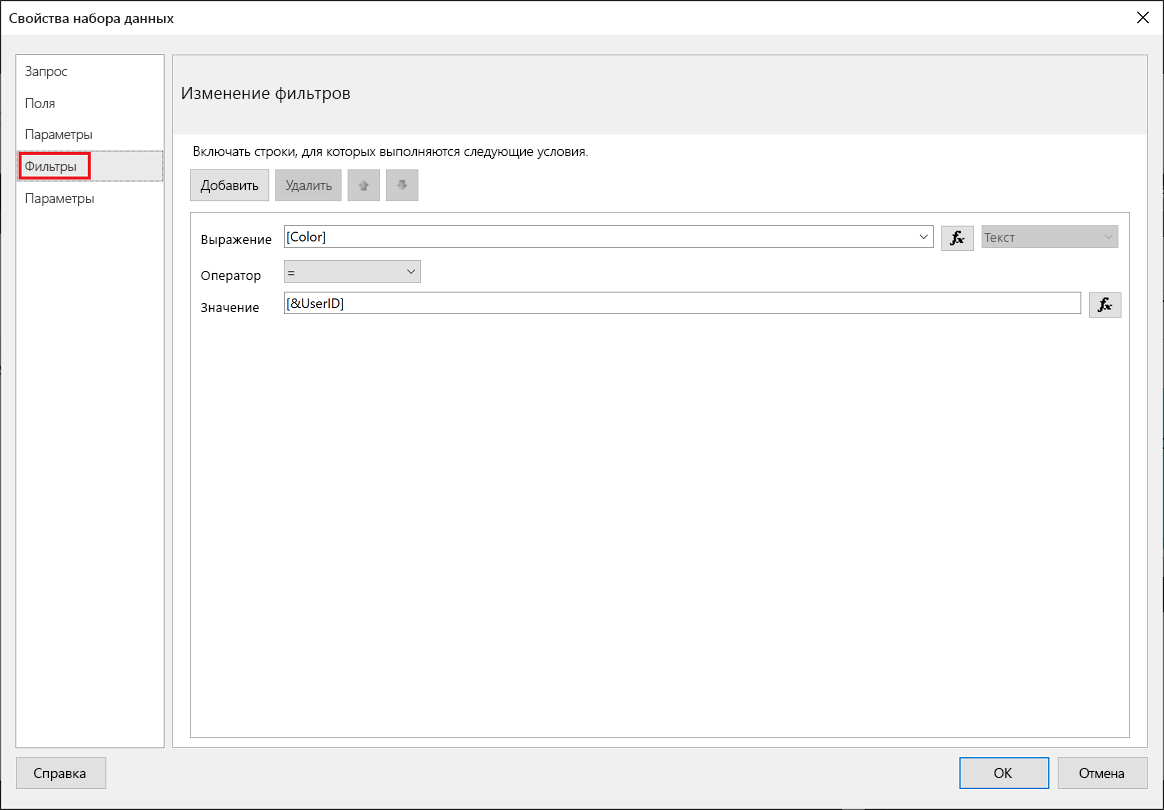 Свойства набора данных
Запрос
Поля
Параметры
Фильтры
Параметры
Изменение фильтров
Включать строки, для которых выполняются следующие условия.
Добавить Удалить
Выражение [Color] fx Текст
Оператор =
Значение [&UserID] fx
Справка OK Отмена